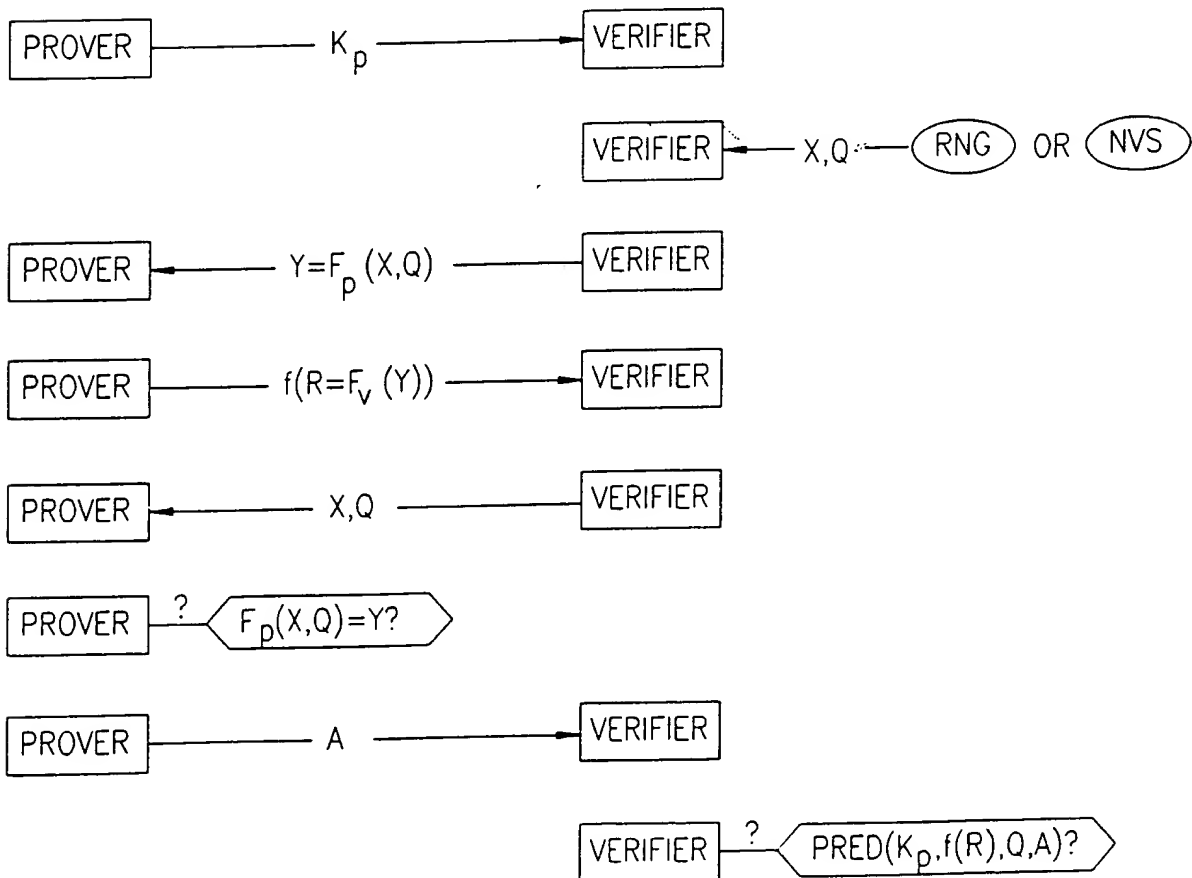 PROVER K_p VERIFIER
VERIFIER X,Q RNG OR NVS
PROVER Y=F_p(X,Q) VERIFIER
PROVER f(R=F_v(Y)) VERIFIER
PROVER X,Q VERIFIER
PROVER ? F_p(X,Q)=Y?
PROVER A VERIFIER
VERIFIER ? PRED(K_p,f(R),Q,A)?